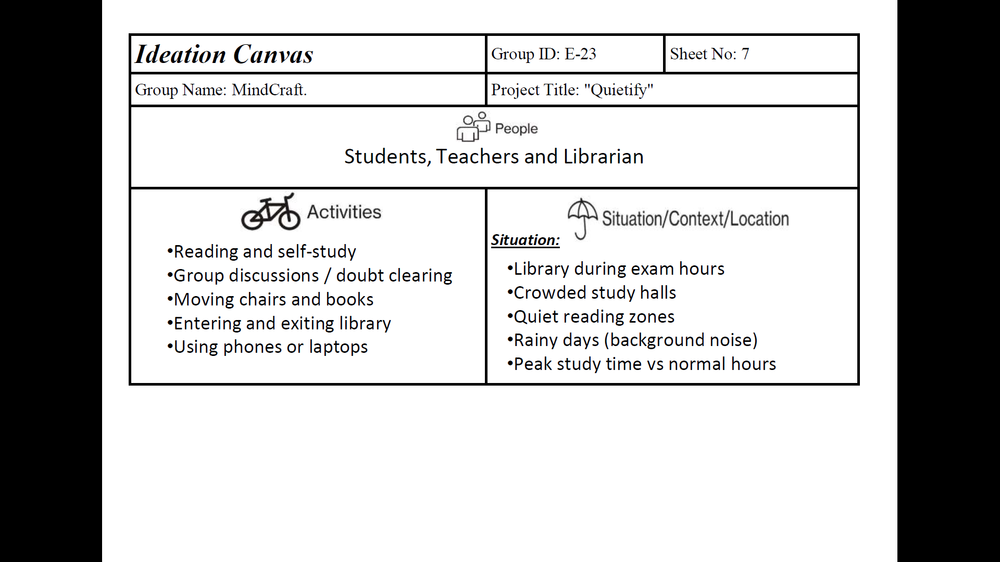 Ideation Canvas
Group ID: E-23
Sheet No: 7
Group Name: MindCraft.
Project Title: "Quietify"
People
Students, Teachers and Librarian
Activities
•Reading and self-study
•Group discussions / doubt clearing
•Moving chairs and books
•Entering and exiting library
•Using phones or laptops
Situation/Context/Location
Situation:
•Library during exam hours
•Crowded study halls
•Quiet reading zones
•Rainy days (background noise)
•Peak study time vs normal hours